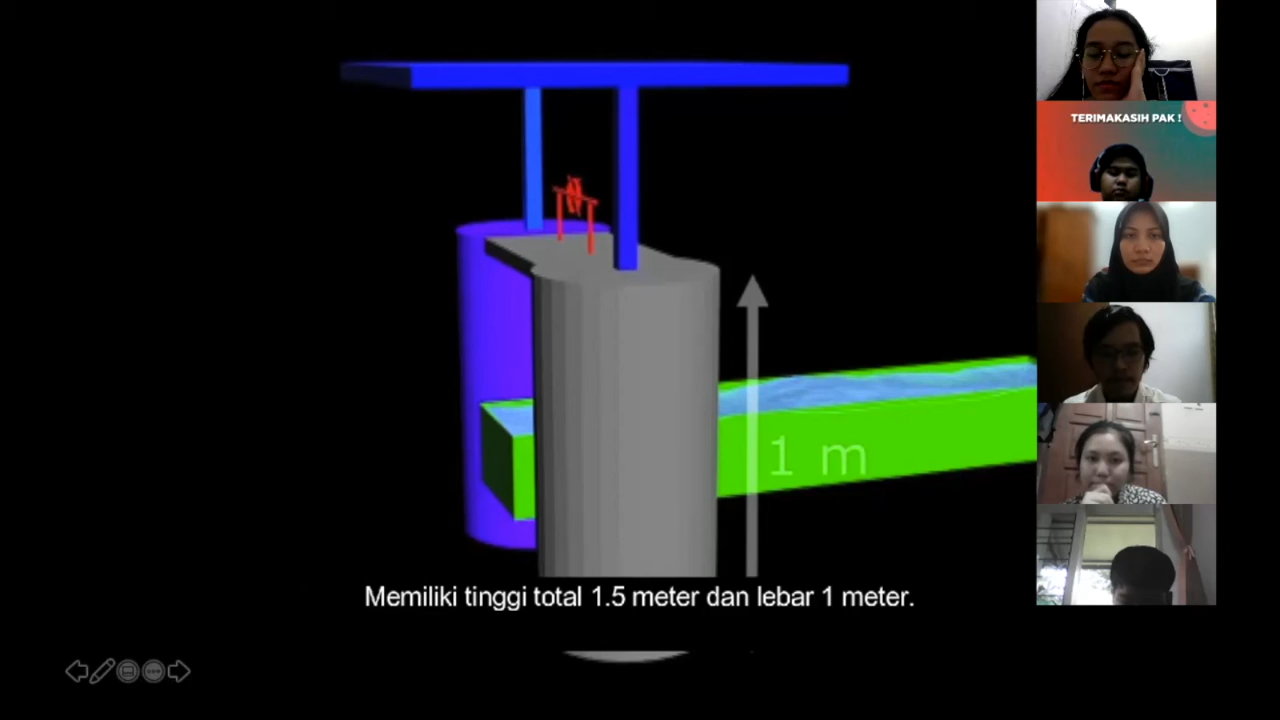 TERIMAKASIH PAK !
1 m
Memiliki tinggi total 1.5 meter dan lebar 1 meter.